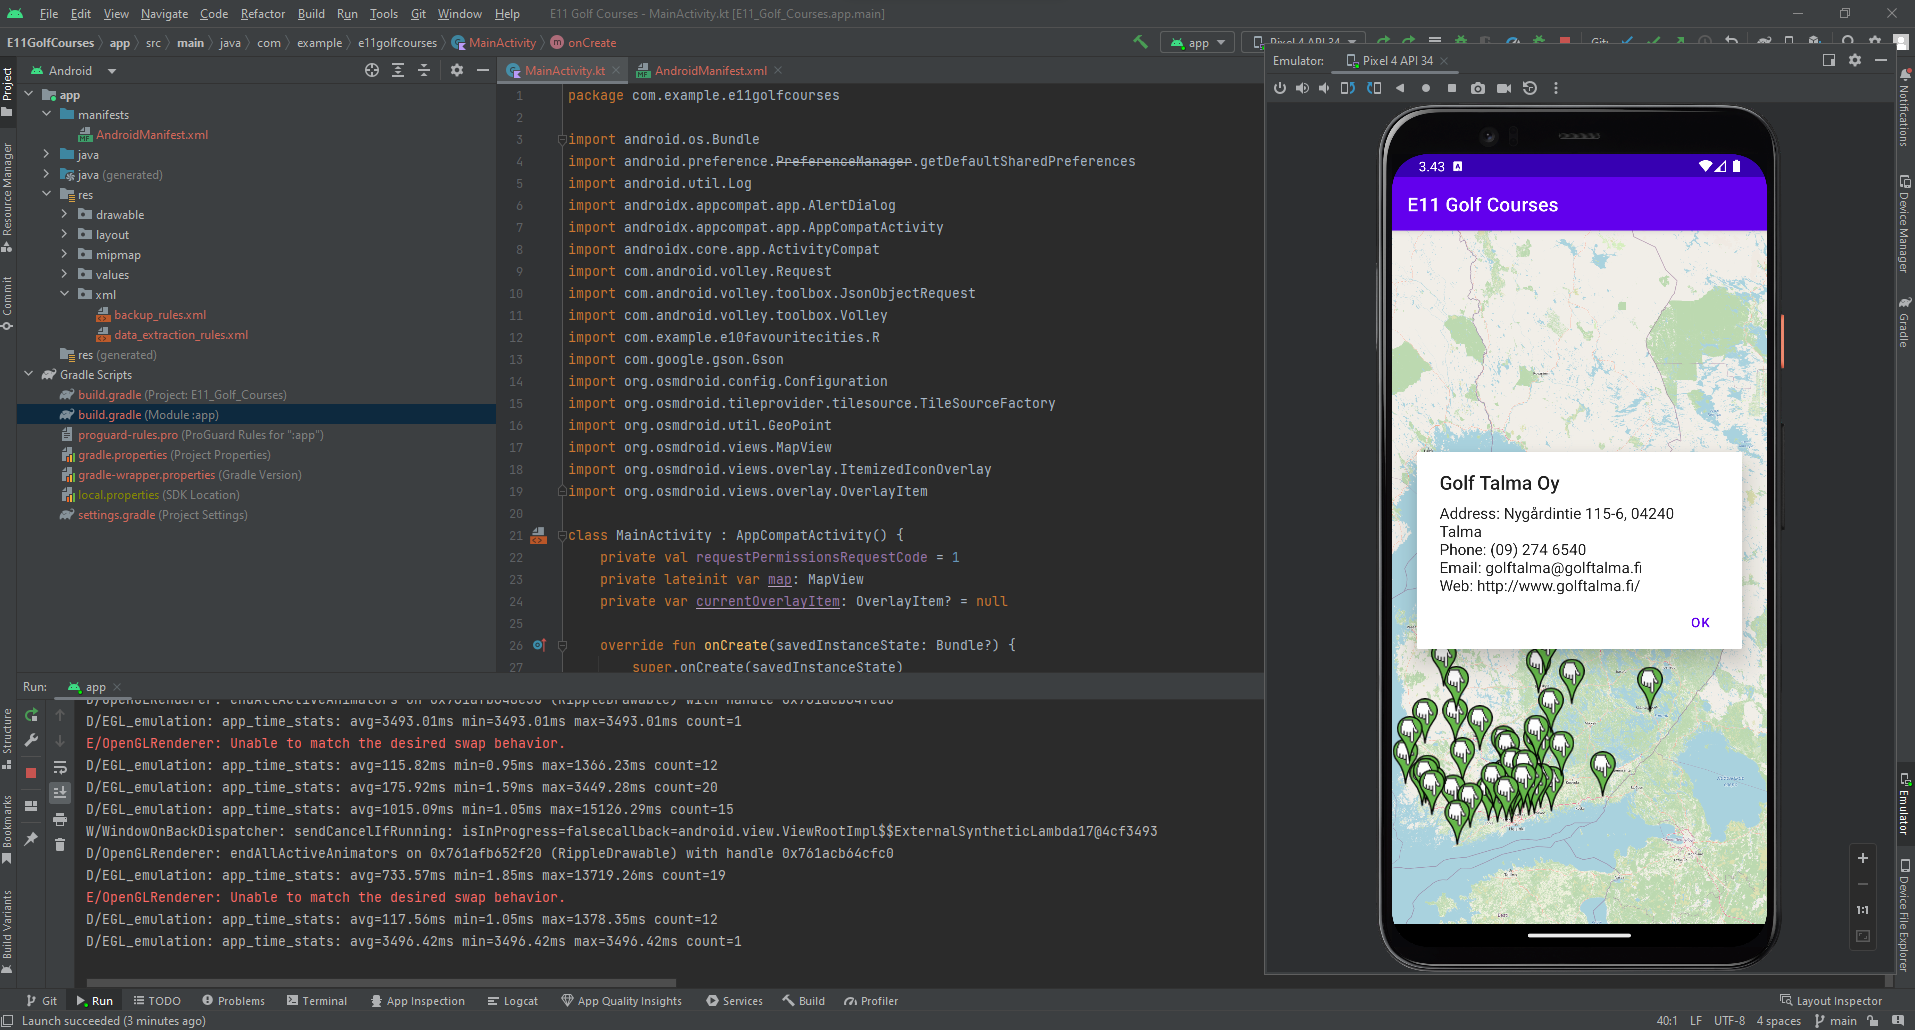 File Edit View Navigate Code Refactor Build Run Tools Git Window Help E11 Golf Courses - MainActivity.kt [E11_Golf_Courses.app.main]
E11GolfCourses app src main java com example e11golfcourses MainActivity onCreate app Pixel 4 API 34 Git:
Android
MainActivity.kt AndroidManifest.xml
Emulator: Pixel 4 API 34
Project
Resource Manager
Commit
Structure
Bookmarks
Build Variants
app
manifests
AndroidManifest.xml
java
java (generated)
res
drawable
layout
mipmap
values
xml
backup_rules.xml
data_extraction_rules.xml
res (generated)
Gradle Scripts
build.gradle (Project: E11_Golf_Courses)
build.gradle (Module :app)
proguard-rules.pro (ProGuard Rules for ":app")
gradle.properties (Project Properties)
gradle-wrapper.properties (Gradle Version)
local.properties (SDK Location)
settings.gradle (Project Settings)
1 package com.example.e11golfcourses
2
3 import android.os.Bundle
4 import android.preference.PreferenceManager.getDefaultSharedPreferences
5 import android.util.Log
6 import androidx.appcompat.app.AlertDialog
7 import androidx.appcompat.app.AppCompatActivity
8 import androidx.core.app.ActivityCompat
9 import com.android.volley.Request
10 import com.android.volley.toolbox.JsonObjectRequest
11 import com.android.volley.toolbox.Volley
12 import com.example.e10favouritecities.R
13 import com.google.gson.Gson
14 import org.osmdroid.config.Configuration
15 import org.osmdroid.tileprovider.tilesource.TileSourceFactory
16 import org.osmdroid.util.GeoPoint
17 import org.osmdroid.views.MapView
18 import org.osmdroid.views.overlay.ItemizedIconOverlay
19 import org.osmdroid.views.overlay.OverlayItem
20
21 class MainActivity : AppCompatActivity() {
22 private val requestPermissionsRequestCode = 1
23 private lateinit var map: MapView
24 private var currentOverlayItem: OverlayItem? = null
25
26 override fun onCreate(savedInstanceState: Bundle?) {
27 super.onCreate(savedInstanceState)
3.43 A
E11 Golf Courses
Golf Talma Oy
Address: Nygårdintie 115-6, 04240
Talma
Phone: (09) 274 6540
Email: golftalma@golftalma.fi
Web: http://www.golftalma.fi/
OK
1:1
Notifications
Device Manager
Gradle
Emulator
Device File Explorer
Run: app
D/EGL_emulation: app_time_stats: avg=3493.01ms min=3493.01ms max=3493.01ms count=1
E/OpenGLRenderer: Unable to match the desired swap behavior.
D/EGL_emulation: app_time_stats: avg=115.82ms min=0.95ms max=1366.23ms count=12
D/EGL_emulation: app_time_stats: avg=175.92ms min=1.59ms max=3449.28ms count=20
D/EGL_emulation: app_time_stats: avg=1015.09ms min=1.05ms max=15126.29ms count=15
W/WindowOnBackDispatcher: sendCancelIfRunning: isInProgress=falsecallback=android.view.ViewRootImpl$$ExternalSyntheticLambda17@4cf3493
D/OpenGLRenderer: endAllActiveAnimators on 0x761afb652f20 (RippleDrawable) with handle 0x761acb64cfc0
D/EGL_emulation: app_time_stats: avg=733.57ms min=1.85ms max=13719.26ms count=19
E/OpenGLRenderer: Unable to match the desired swap behavior.
D/EGL_emulation: app_time_stats: avg=117.56ms min=1.05ms max=1378.35ms count=12
D/EGL_emulation: app_time_stats: avg=3496.42ms min=3496.42ms max=3496.42ms count=1
Git Run TODO Problems Terminal App Inspection Logcat App Quality Insights Services Build Profiler Layout Inspector
Launch succeeded (3 minutes ago) 40:1 LF UTF-8 4 spaces main